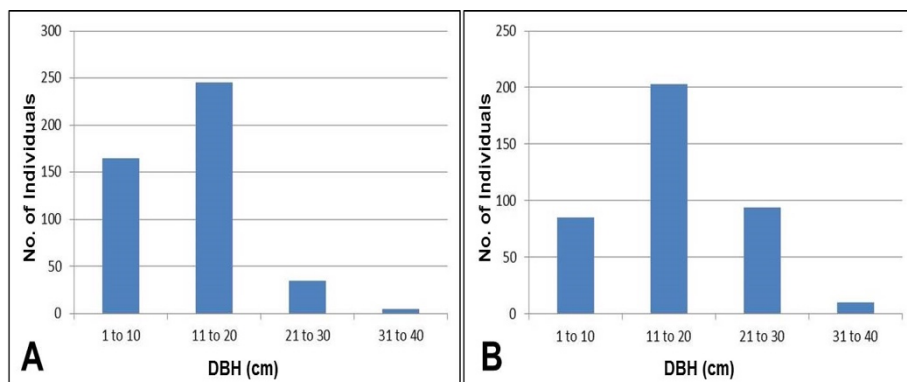 300
250
200
150
100
50
0
No. of Individuals
1 to 10
11 to 20
21 to 30
31 to 40
DBH (cm)
A
250
200
150
100
50
0
No. of Individuals
1 to 10
11 to 20
21 to 30
31 to 40
DBH (cm)
B